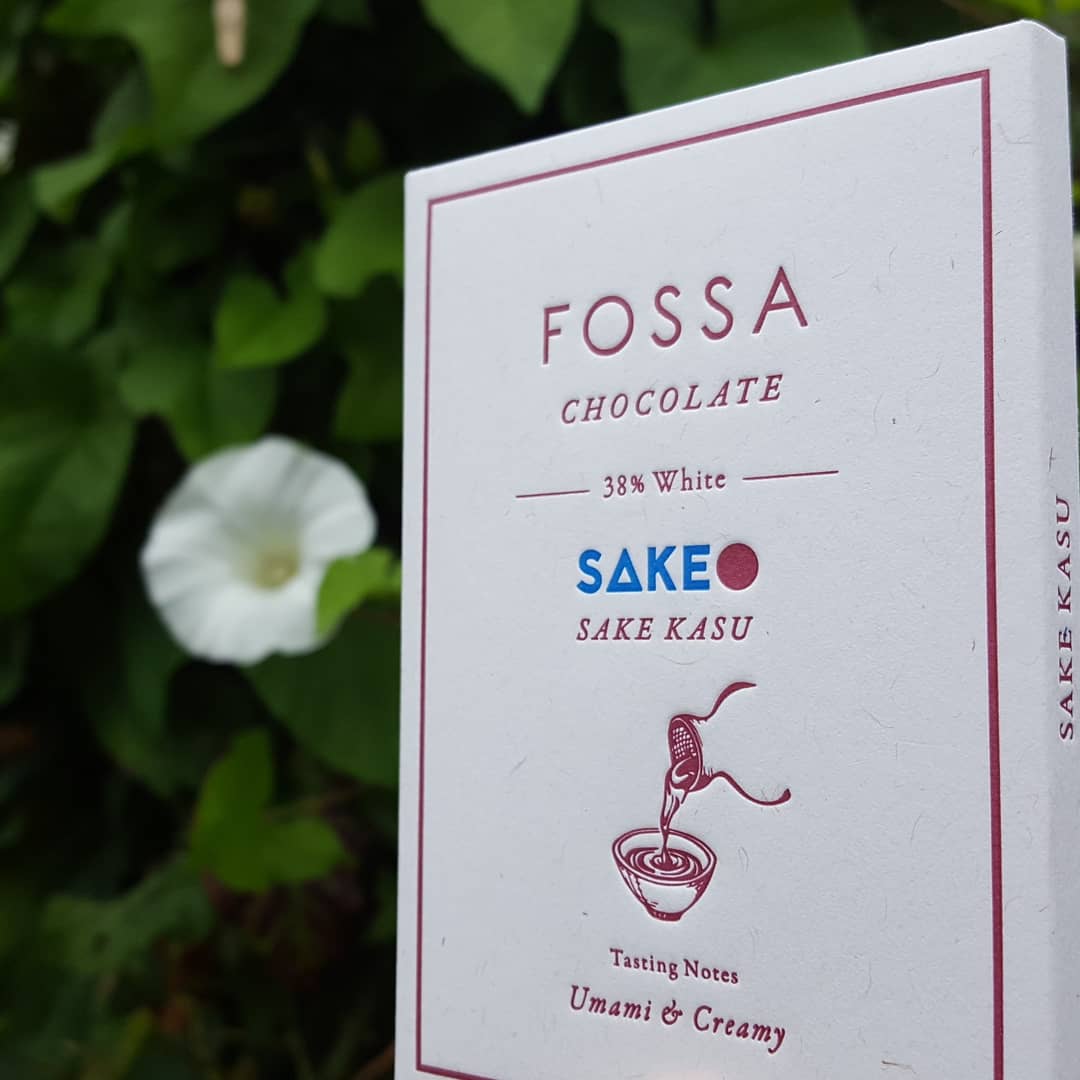 FOSSA
CHOCOLATE
38% White
SAKE
SAKE KASU
Tasting Notes
Umami & Creamy
SAKE KASU